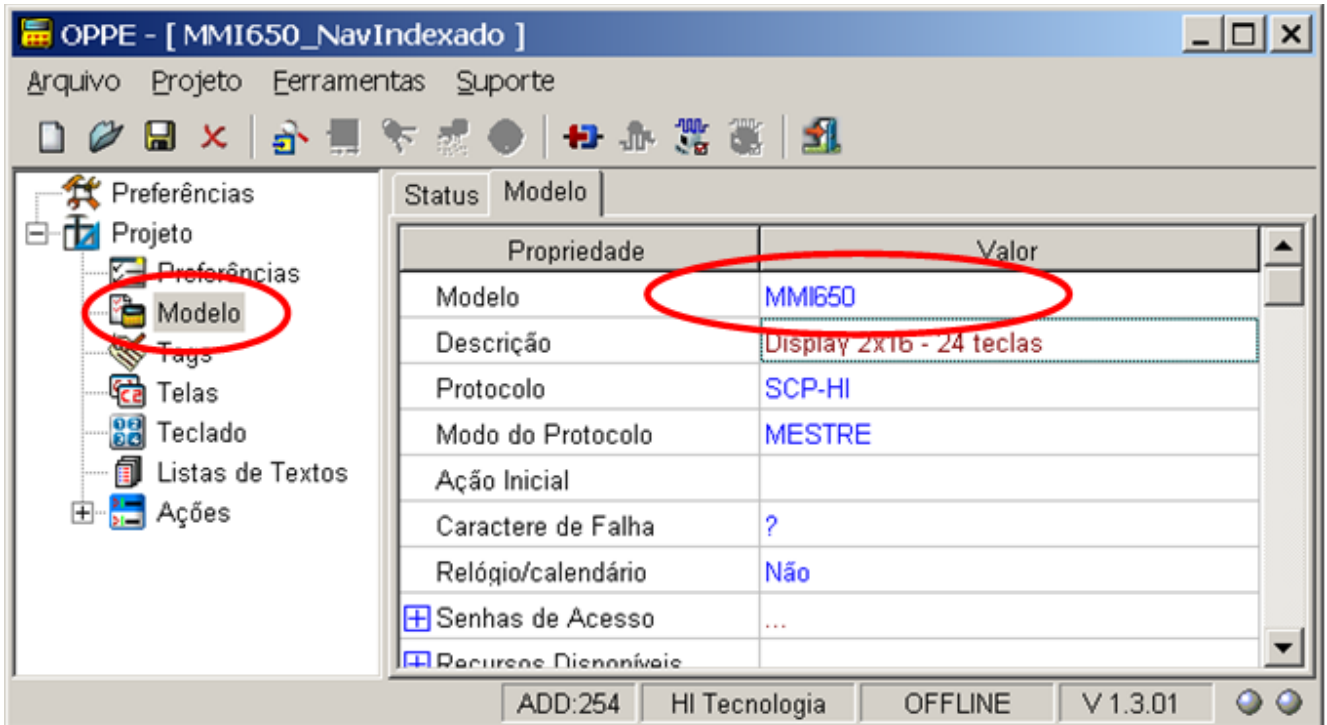 OPPE - [ MMI650_NavIndexado ]
Arquivo Projeto Ferramentas Suporte
Preferências
Projeto
Preferências
Modelo
Tags
Telas
Teclado
Listas de Textos
Ações
Status Modelo
Propriedade Valor
Modelo MMI650
Descrição Display 2x16 - 24 teclas
Protocolo SCP-HI
Modo do Protocolo MESTRE
Ação Inicial
Caractere de Falha ?
Relógio/calendário Não
Senhas de Acesso ...
Recursos Disponíveis
ADD:254 HI Tecnologia OFFLINE V 1.3.01